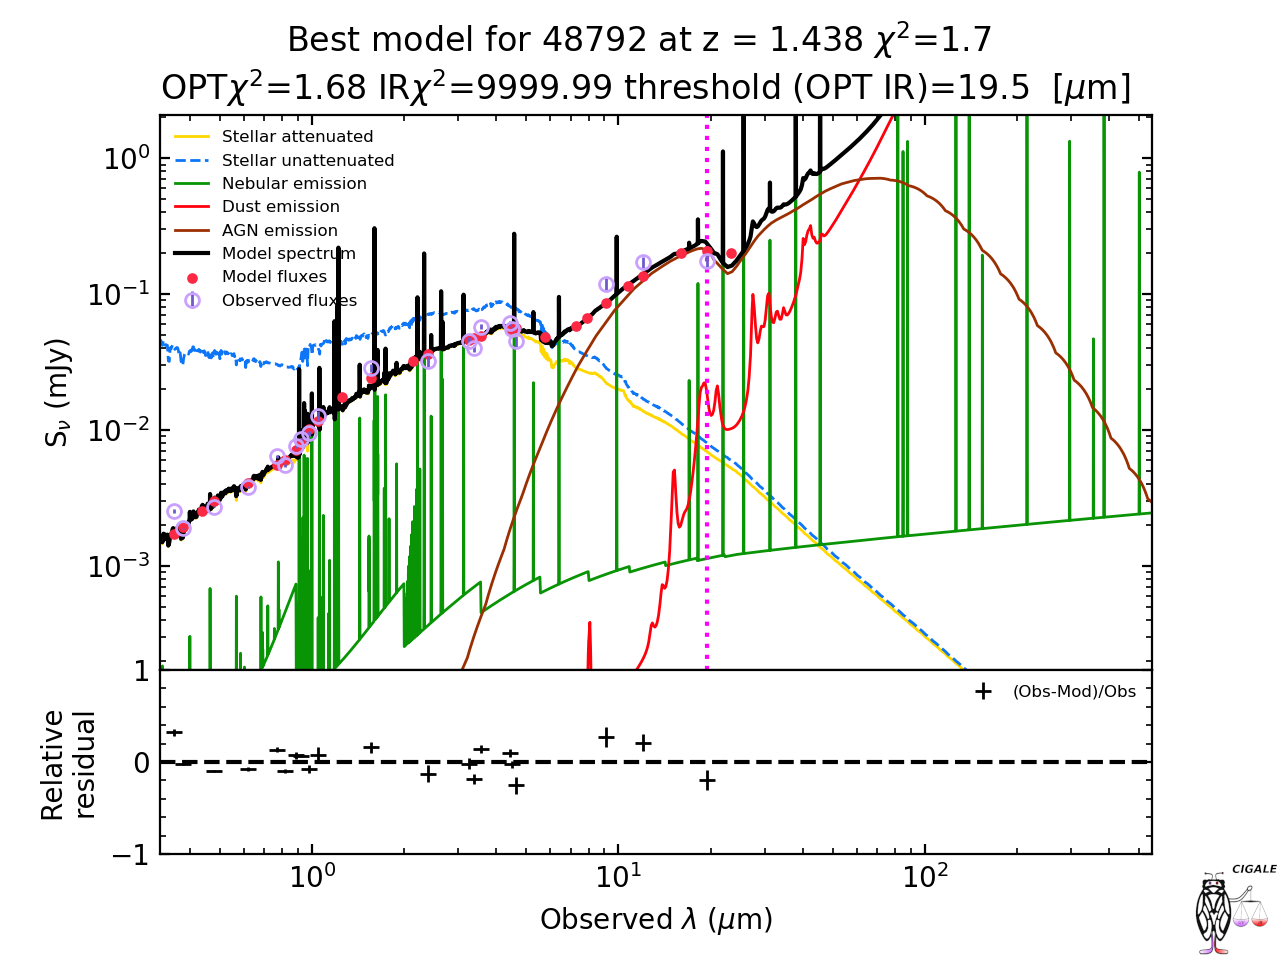 Best model for 48792 at z = 1.438 χ²=1.7
OPTχ²=1.68 IRχ²=9999.99 threshold (OPT IR)=19.5 [μm]
Stellar attenuated
Stellar unattenuated
Nebular emission
Dust emission
AGN emission
Model spectrum
Model fluxes
Observed fluxes
10⁰
10⁻¹
10⁻²
10⁻³
S_ν (mJy)
1
0
−1
Relative
residual
(Obs-Mod)/Obs
10⁰ 10¹ 10²
Observed λ (μm)
CIGALE